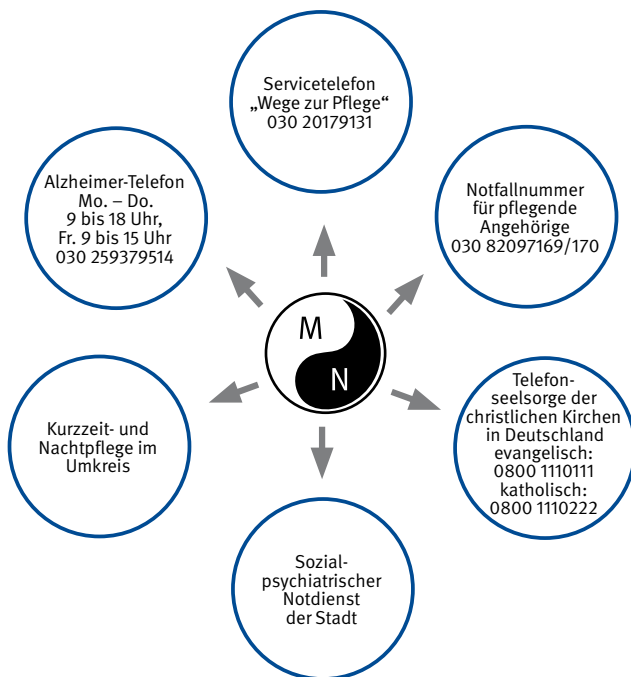 Servicetelefon
„Wege zur Pflege“
030 20179131
Alzheimer-Telefon
Mo. – Do.
9 bis 18 Uhr,
Fr. 9 bis 15 Uhr
030 259379514
Notfallnummer
für pflegende
Angehörige
030 82097169/170
M
N
Kurzzeit- und
Nachtpflege im
Umkreis
Telefon-
seelsorge der
christlichen Kirchen
in Deutschland
evangelisch:
0800 1110111
katholisch:
0800 1110222
Sozial-
psychiatrischer
Notdienst
der Stadt